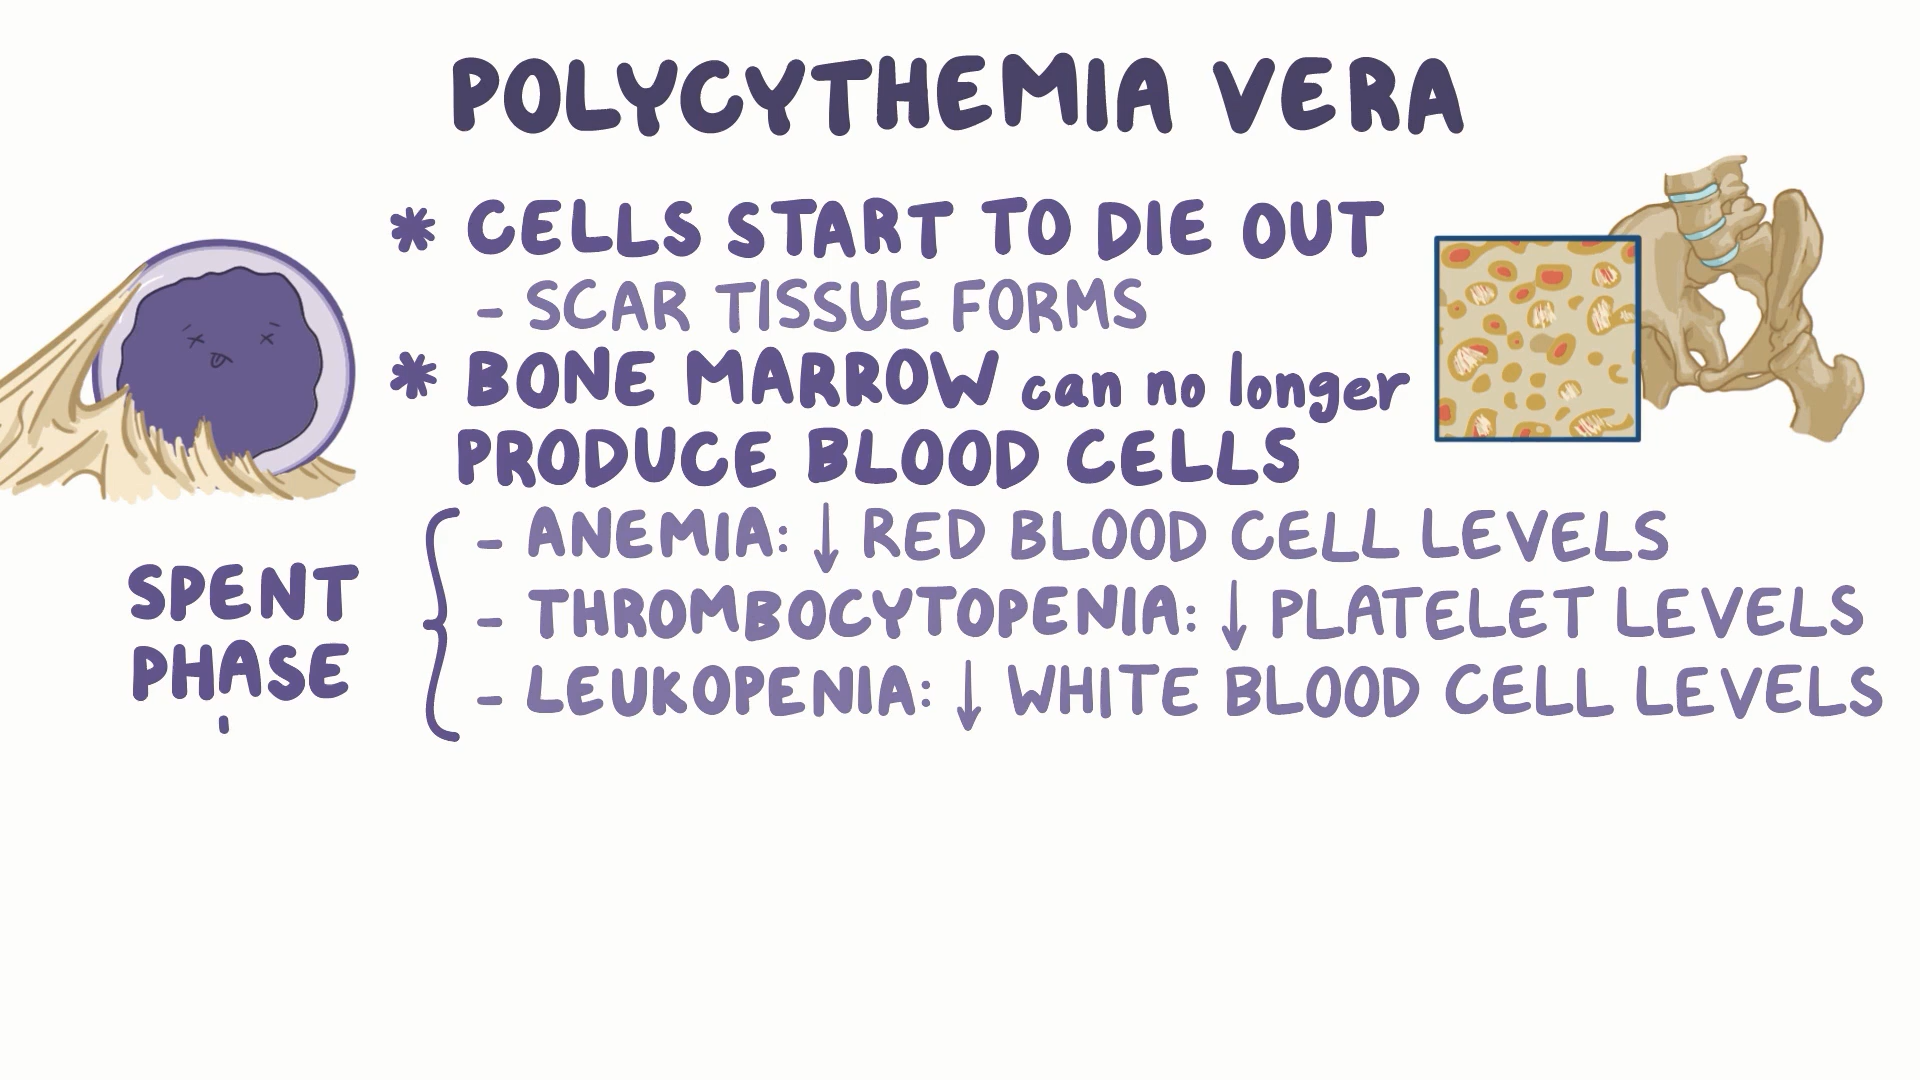 POLYCYTHEMIA VERA
* CELLS START TO DIE OUT
- SCAR TISSUE FORMS
* BONE MARROW can no longer
PRODUCE BLOOD CELLS
- ANEMIA: ↓ RED BLOOD CELL LEVELS
- THROMBOCYTOPENIA: ↓ PLATELET LEVELS
- LEUKOPENIA: ↓ WHITE BLOOD CELL LEVELS
SPENT
PHASE